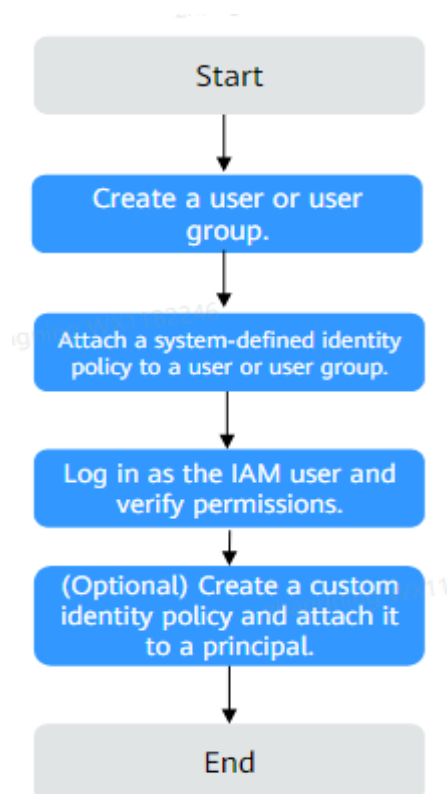 Start
Create a user or user
group.
Attach a system-defined identity
policy to a user or user group.
Log in as the IAM user and
verify permissions.
(Optional) Create a custom
identity policy and attach it
to a principal.
End